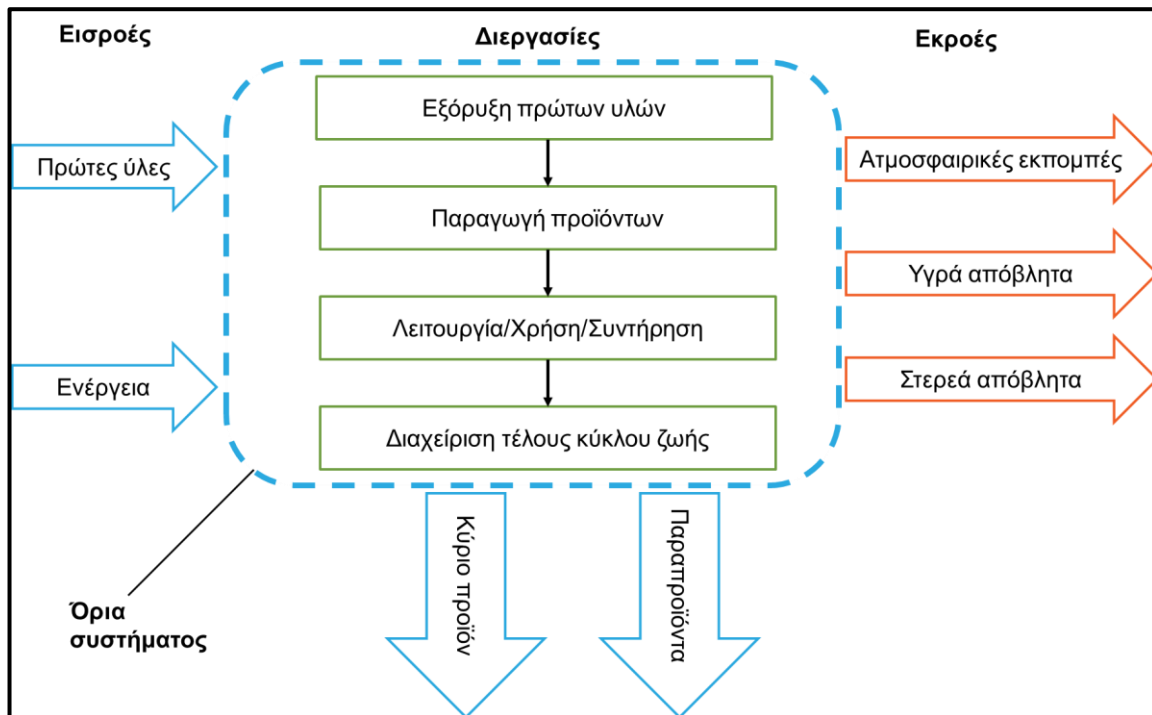 Εισροές
Διεργασίες
Εκροές
Εξόρυξη πρώτων υλών
Πρώτες ύλες
Ατμοσφαιρικές εκπομπές
Παραγωγή προϊόντων
Υγρά απόβλητα
Λειτουργία/Χρήση/Συντήρηση
Ενέργεια
Στερεά απόβλητα
Διαχείριση τέλους κύκλου ζωής
Κύριο προϊόν
Παραπροϊόντα
Όρια
συστήματος